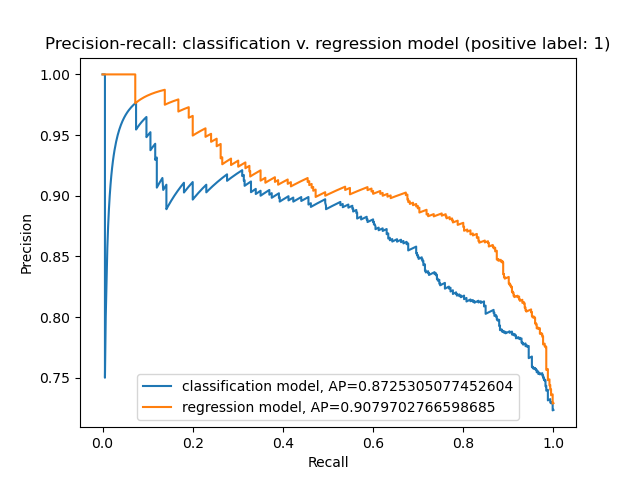 Precision-recall: classification v. regression model (positive label: 1)
1.00
0.95
0.90
0.85
0.80
0.75
Precision
classification model, AP=0.8725305077452604
regression model, AP=0.9079702766598685
0.0 0.2 0.4 0.6 0.8 1.0
Recall